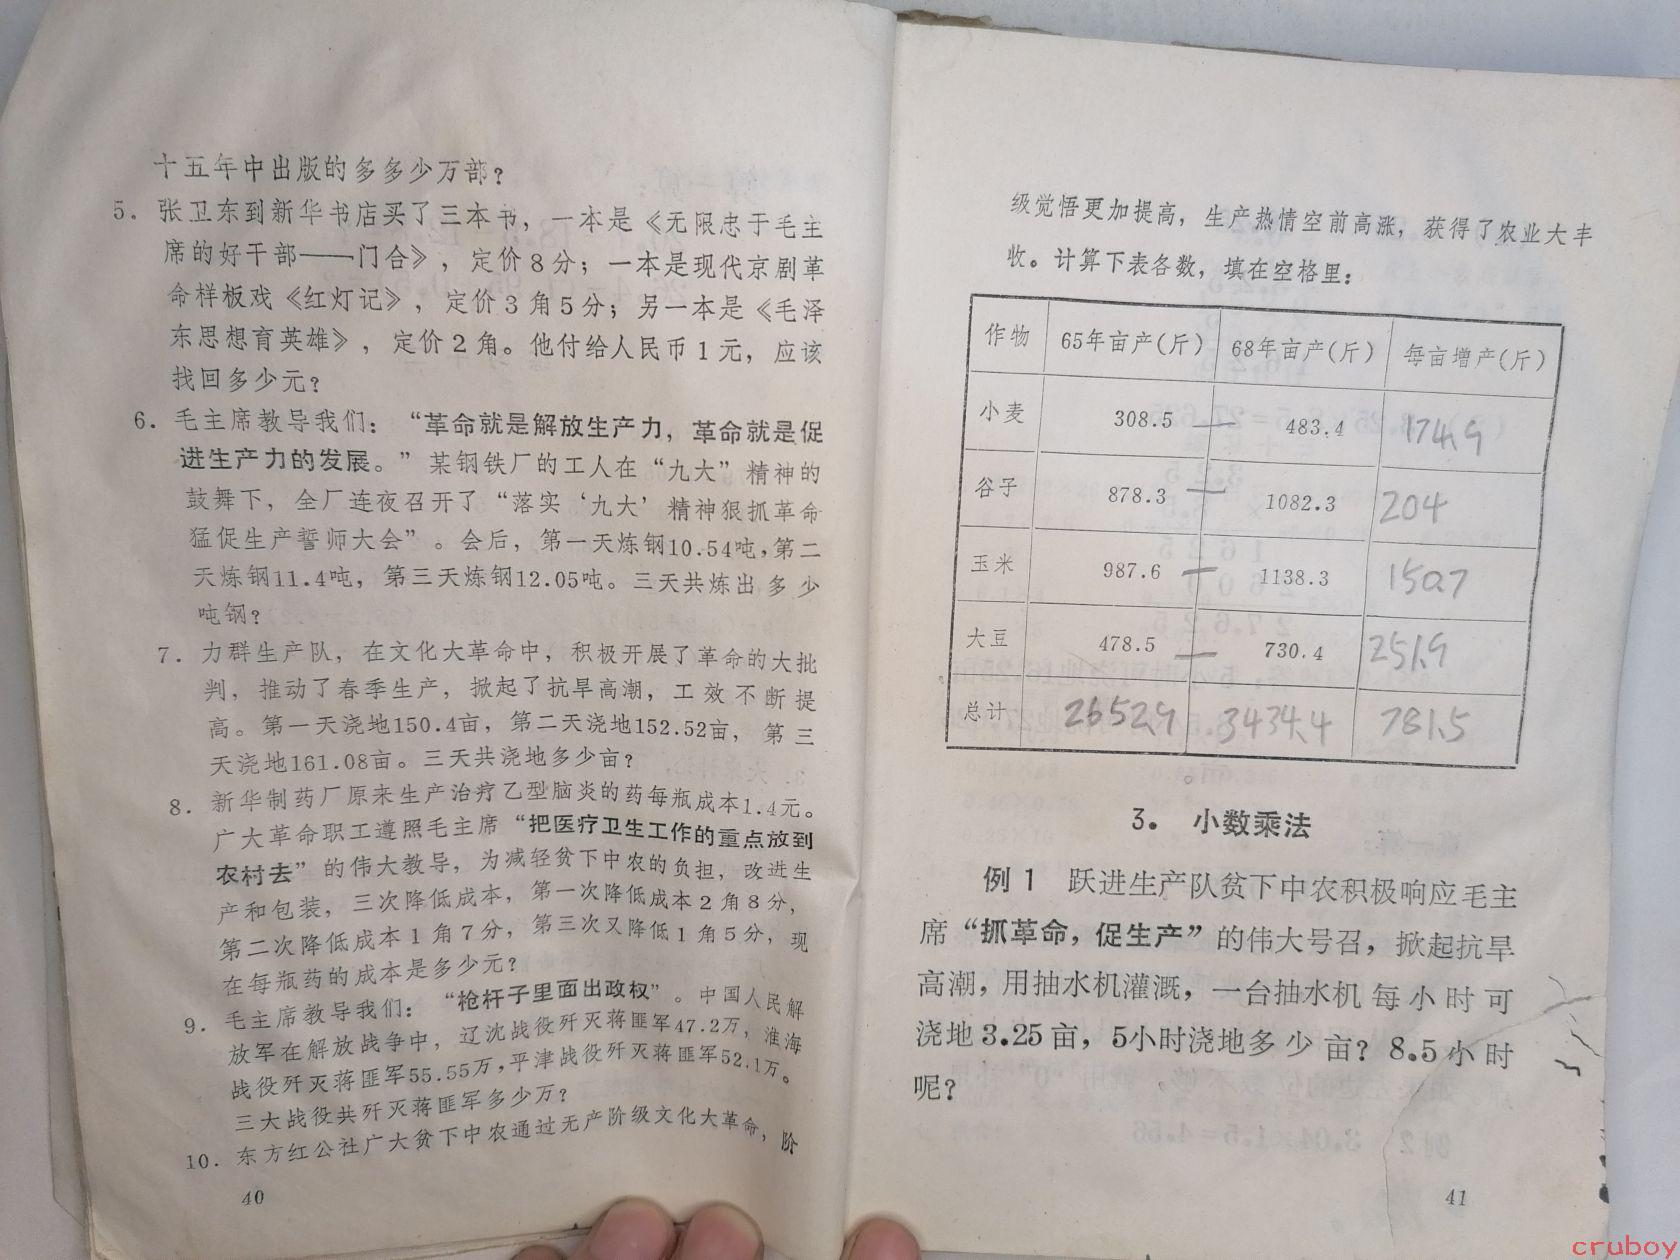 十五年中出版的多多少万部？
5. 张卫东到新华书店买了三本书，一本是《无限忠于毛主
席的好干部——门合》，定价8分；一本是现代京剧革
命样板戏《红灯记》，定价3角5分；另一本是《毛泽
东思想育英雄》，定价2角。他付给人民币1元，应该
找回多少元？
6. 毛主席教导我们：“革命就是解放生产力，革命就是促
进生产力的发展。”某钢铁厂的工人在“九大”精神的
鼓舞下，全厂连夜召开了“落实‘九大’精神狠抓革命
猛促生产誓师大会”。会后，第一天炼钢10.54吨，第二
天炼钢11.4吨，第三天炼钢12.05吨。三天共炼出多少
吨钢？
7. 力群生产队，在文化大革命中，积极开展了革命的大批
判，推动了春季生产，掀起了抗旱高潮，工效不断提
高。第一天浇地150.4亩，第二天浇地152.52亩，第三
天浇地161.08亩。三天共浇地多少亩？
8. 新华制药厂原来生产治疗乙型脑炎的药每瓶成本1.4元。
广大革命职工遵照毛主席“把医疗卫生工作的重点放到
农村去”的伟大教导，为减轻贫下中农的负担，改进生
产和包装，三次降低成本，第一次降低成本2角8分，
第二次降低成本1角7分，第三次又降低1角5分，现
在每瓶药的成本是多少元？
9. 毛主席教导我们：“枪杆子里面出政权”。中国人民解
放军在解放战争中，辽沈战役歼灭蒋匪军47.2万，淮海
战役歼灭蒋匪军55.55万，平津战役歼灭蒋匪军52.1万。
三大战役共歼灭蒋匪军多少万？
10. 东方红公社广大贫下中农通过无产阶级文化大革命，阶
40
级觉悟更加提高，生产热情空前高涨，获得了农业大丰
收。计算下表各数，填在空格里：
作物 65年亩产(斤) 68年亩产(斤) 每亩增产(斤)
小麦 308.5 — 483.4 174.9
谷子 878.3 — 1082.3 204
玉米 987.6 — 1138.3 150.7
大豆 478.5 — 730.4 251.9
总计 2652.9 3434.4 781.5
3. 小数乘法
例1 跃进生产队贫下中农积极响应毛主
席“抓革命，促生产”的伟大号召，掀起抗旱
高潮，用抽水机灌溉，一台抽水机每小时可
浇地3.25亩，5小时浇地多少亩？8.5小时
呢？
41
cruboy